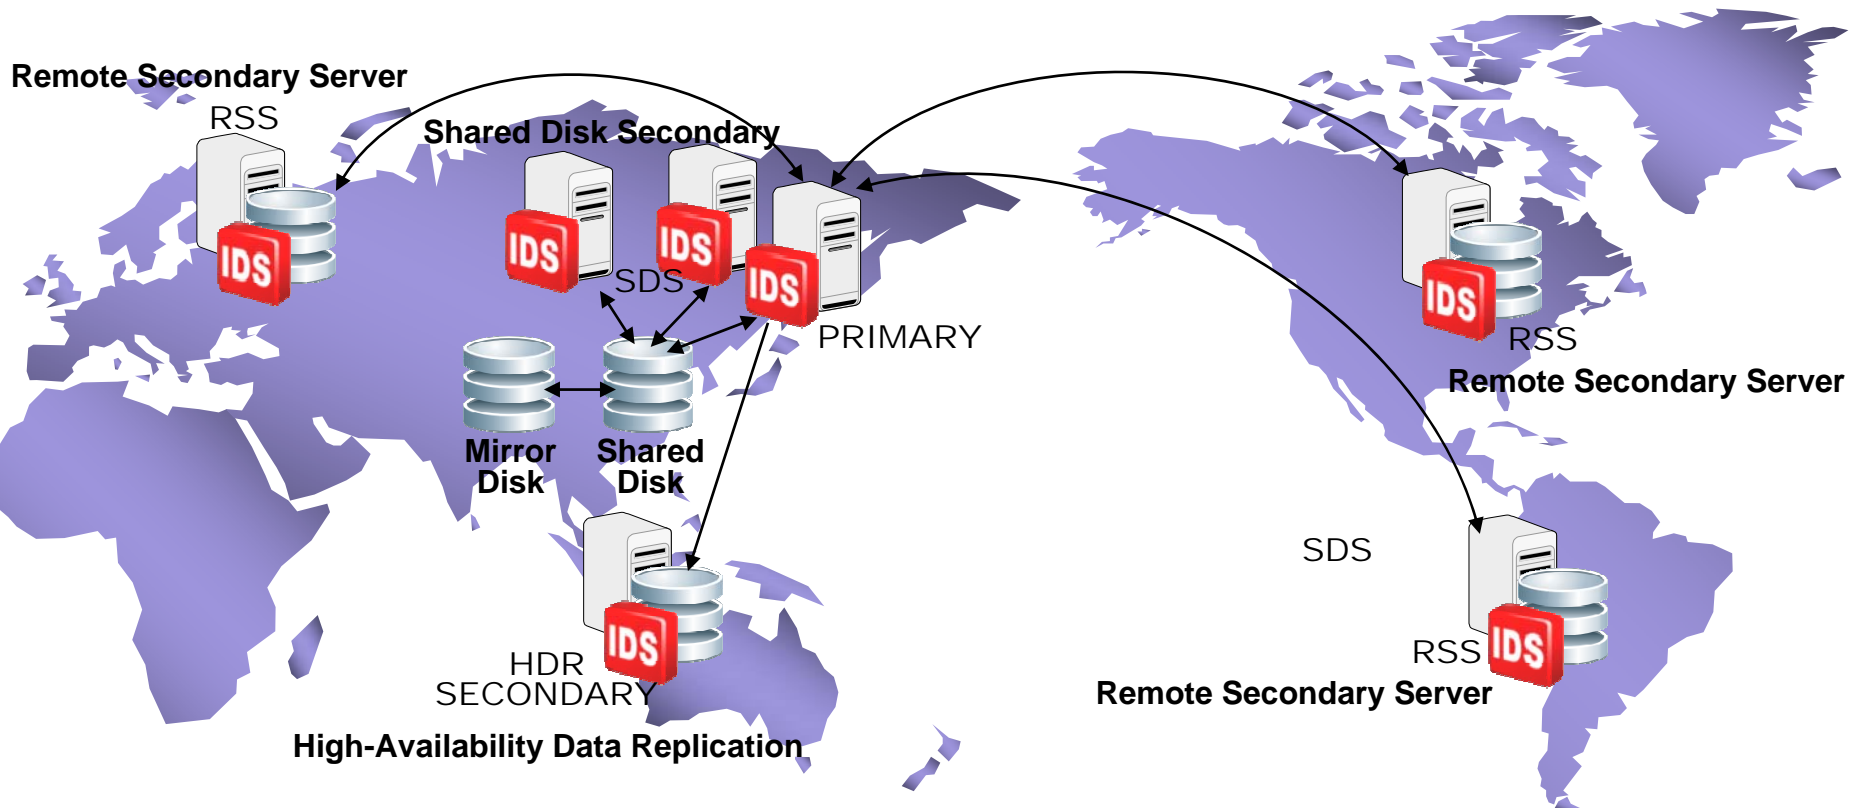 Remote Secondary Server
RSS
IDS
Shared Disk Secondary
IDS
IDS
SDS
IDS
PRIMARY
Mirror
Disk
Shared
Disk
IDS
HDR
SECONDARY
High-Availability Data Replication
IDS
RSS
Remote Secondary Server
SDS
RSS
IDS
Remote Secondary Server